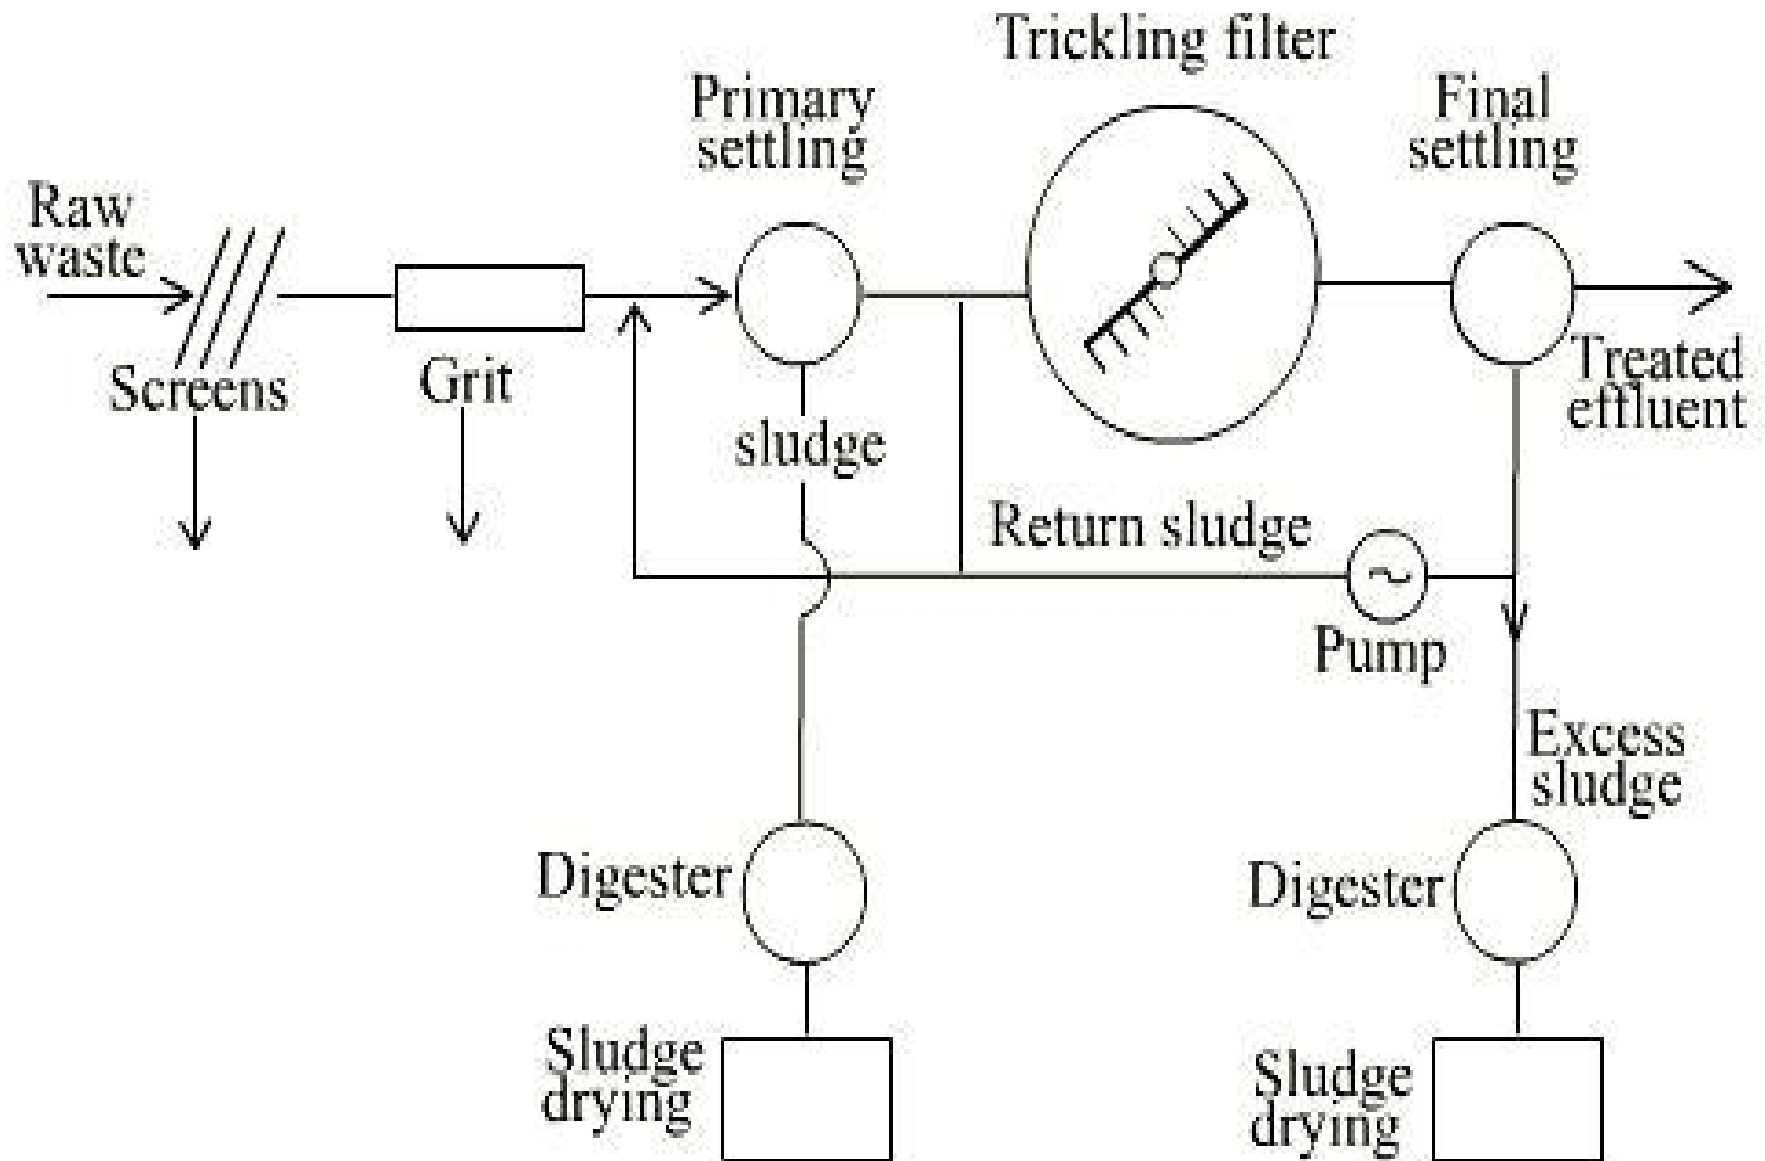 Trickling filter
Primary
settling
Final
settling
Raw
waste
Screens
Grit
Treated
effluent
sludge
Return sludge
Pump
Excess
sludge
Digester
Digester
Sludge
drying
Sludge
drying